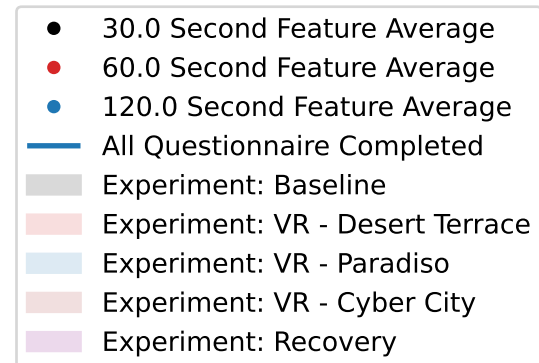 30.0 Second Feature Average
60.0 Second Feature Average
120.0 Second Feature Average
All Questionnaire Completed
Experiment: Baseline
Experiment: VR - Desert Terrace
Experiment: VR - Paradiso
Experiment: VR - Cyber City
Experiment: Recovery